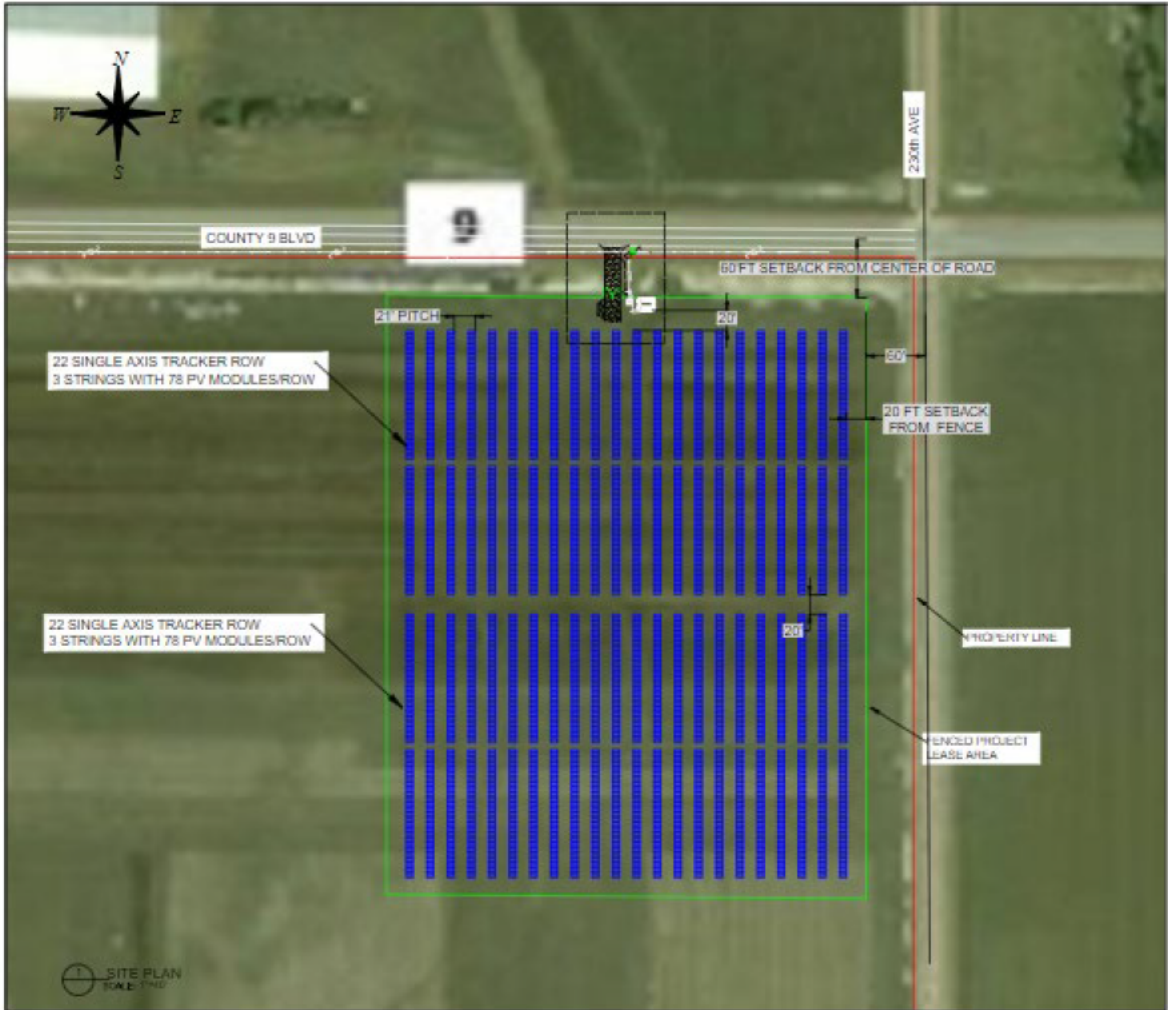 N
W
E
S
230th AVE
9
COUNTY 9 BLVD
60'FT SETBACK FROM CENTER OF ROAD
21' PITCH
20'
22 SINGLE AXIS TRACKER ROW
3 STRINGS WITH 78 PV MODULES/ROW
60'
20 FT SETBACK
FROM FENCE
22 SINGLE AXIS TRACKER ROW
3 STRINGS WITH 78 PV MODULES/ROW
20'
PROPERTY LINE
FENCED PROJECT
LEASE AREA
1
SITE PLAN